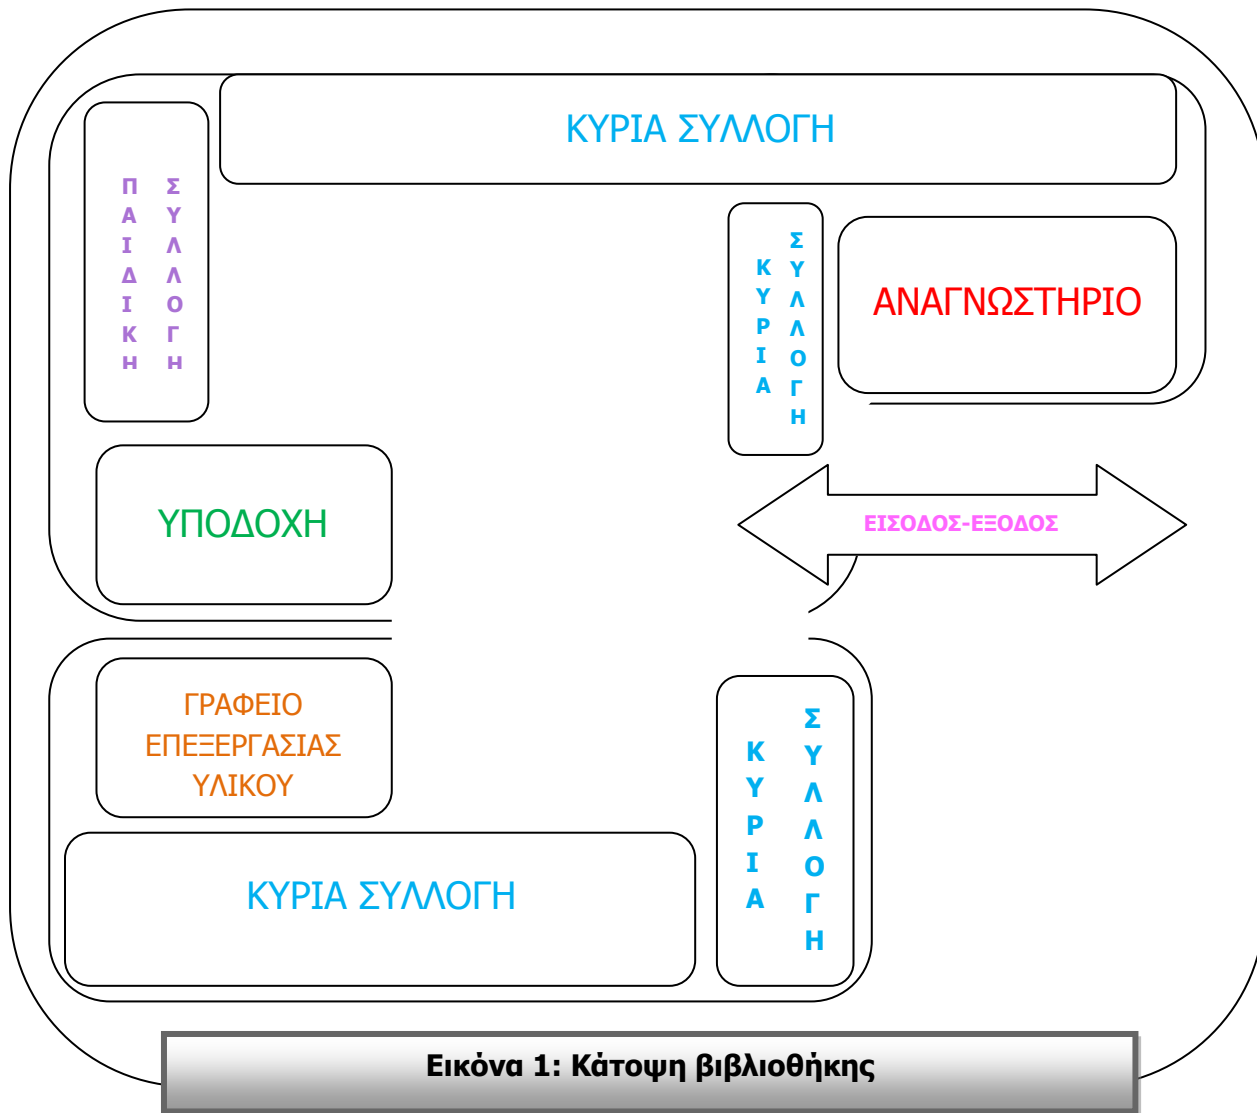 ΚΥΡΙΑ ΣΥΛΛΟΓΗ
ΠΑΙΔΙΚΗ
ΣΥΛΛΟΓΗ
ΚΥΡΙΑ
ΣΥΛΛΟΓΗ
ΑΝΑΓΝΩΣΤΗΡΙΟ
ΥΠΟΔΟΧΗ
ΕΙΣΟΔΟΣ-ΕΞΟΔΟΣ
ΓΡΑΦΕΙΟ
ΕΠΕΞΕΡΓΑΣΙΑΣ
ΥΛΙΚΟΥ
ΚΥΡΙΑ
ΣΥΛΛΟΓΗ
ΚΥΡΙΑ ΣΥΛΛΟΓΗ
Εικόνα 1: Κάτοψη βιβλιοθήκης